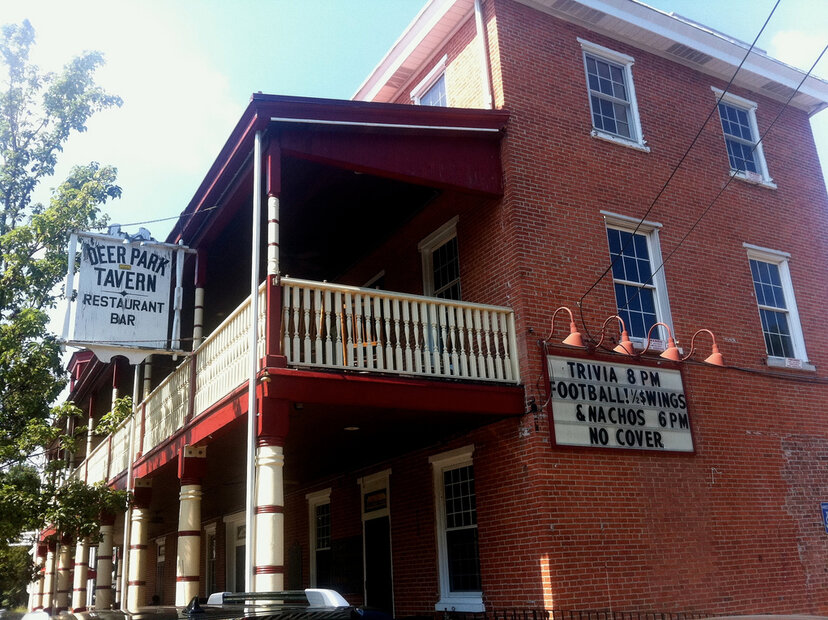 DEER PARK
TAVERN
RESTAURANT
BAR
TRIVIA 8 PM
FOOTBALL! ½$WINGS
& NACHOS 6 PM
NO COVER